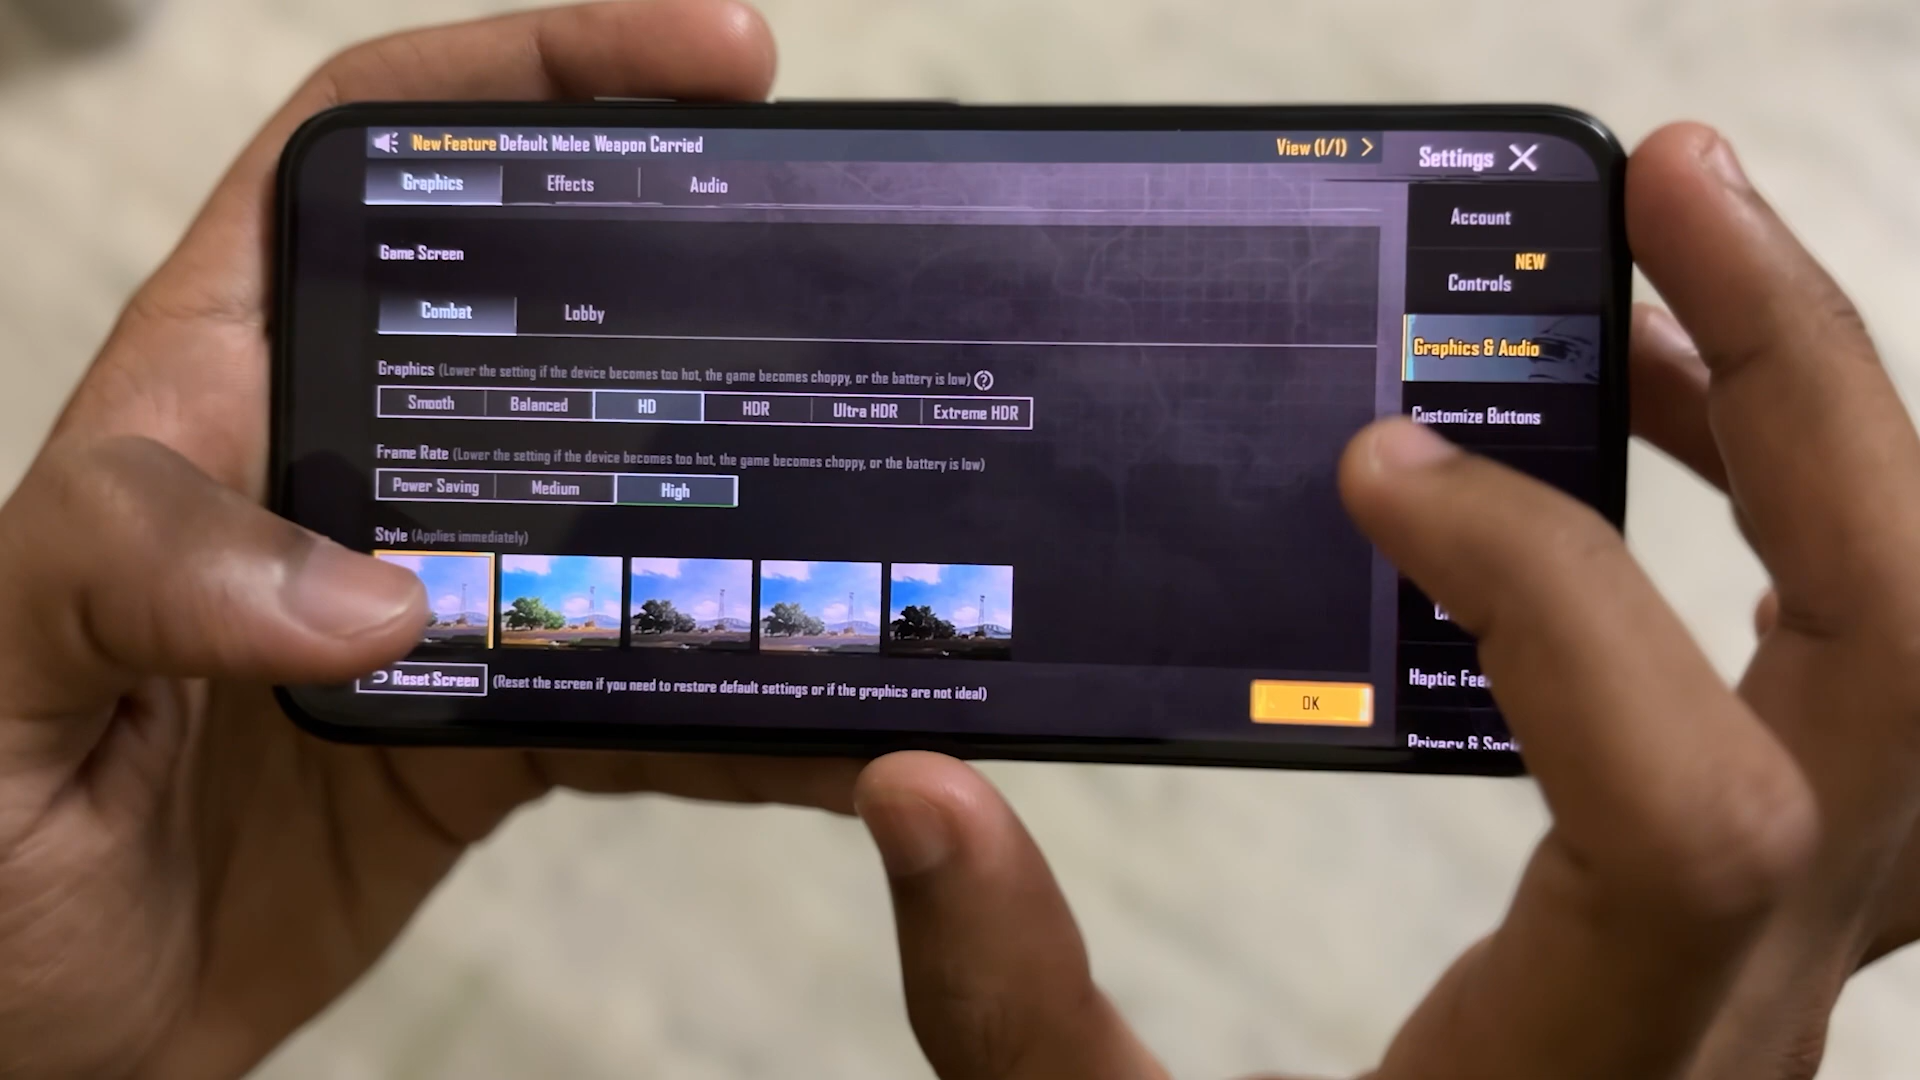 New Feature Default Melee Weapon Carried
View (1/1)
Settings
Graphics
Effects
Audio
Account
Game Screen
NEW
Controls
Combat
Lobby
Graphics & Audio
Graphics (Lower the setting if the device becomes too hot, the game becomes choppy, or the battery is low)
Smooth
Balanced
HD
HDR
Ultra HDR
Extreme HDR
Customize Buttons
Frame Rate (Lower the setting if the device becomes too hot, the game becomes choppy, or the battery is low)
Power Saving
Medium
High
Style (Applies immediately)
Reset Screen (Reset the screen if you need to restore default settings or if the graphics are not ideal)
OK
Haptic Fee
Privacy &